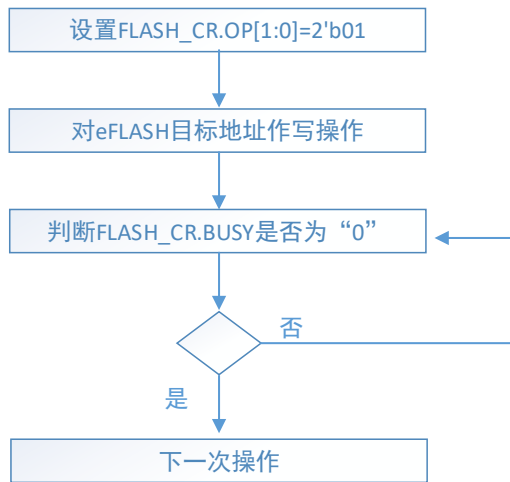 设置FLASH_CR.OP[1:0]=2'b01
对eFLASH目标地址作写操作
判断FLASH_CR.BUSY是否为“0”
否
是
下一次操作